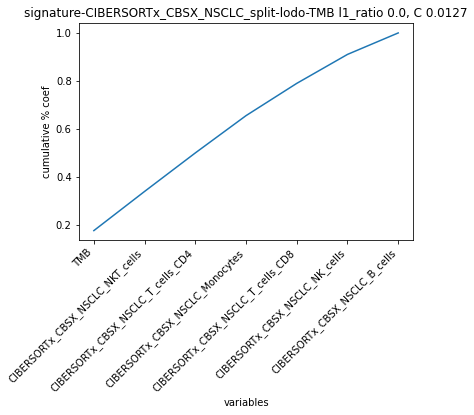 signature-CIBERSORTx_CBSX_NSCLC_split-lodo-TMB l1_ratio 0.0, C 0.0127
cumulative % coef
1.0
0.8
0.6
0.4
0.2
TMB
CIBERSORTx_CBSX_NSCLC_NKT_cells
CIBERSORTx_CBSX_NSCLC_T_cells_CD4
CIBERSORTx_CBSX_NSCLC_Monocytes
CIBERSORTx_CBSX_NSCLC_T_cells_CD8
CIBERSORTx_CBSX_NSCLC_NK_cells
CIBERSORTx_CBSX_NSCLC_B_cells
variables